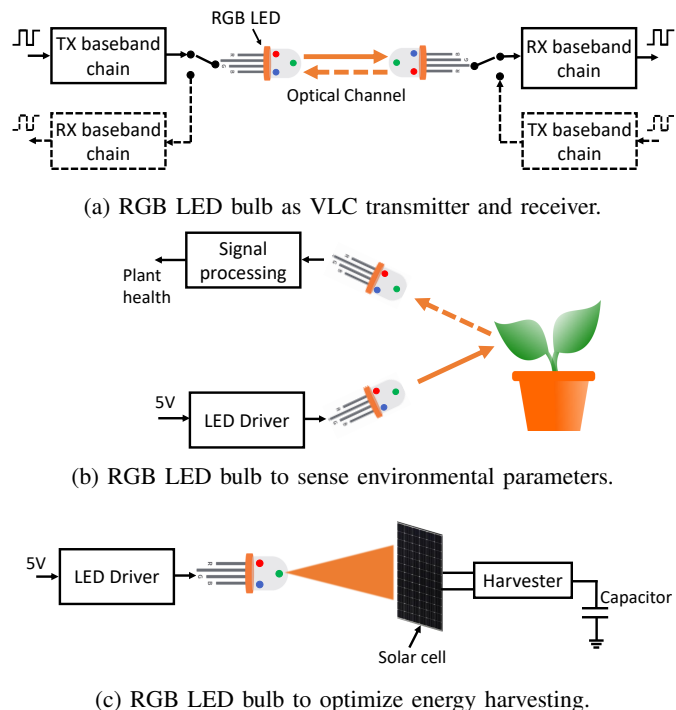 RGB LED
TX baseband
chain
RX baseband
chain
Optical Channel
RX baseband
chain
TX baseband
chain
(a) RGB LED bulb as VLC transmitter and receiver.
Signal
processing
Plant
health
5V
LED Driver
(b) RGB LED bulb to sense environmental parameters.
5V
LED Driver
Harvester
Capacitor
Solar cell
(c) RGB LED bulb to optimize energy harvesting.